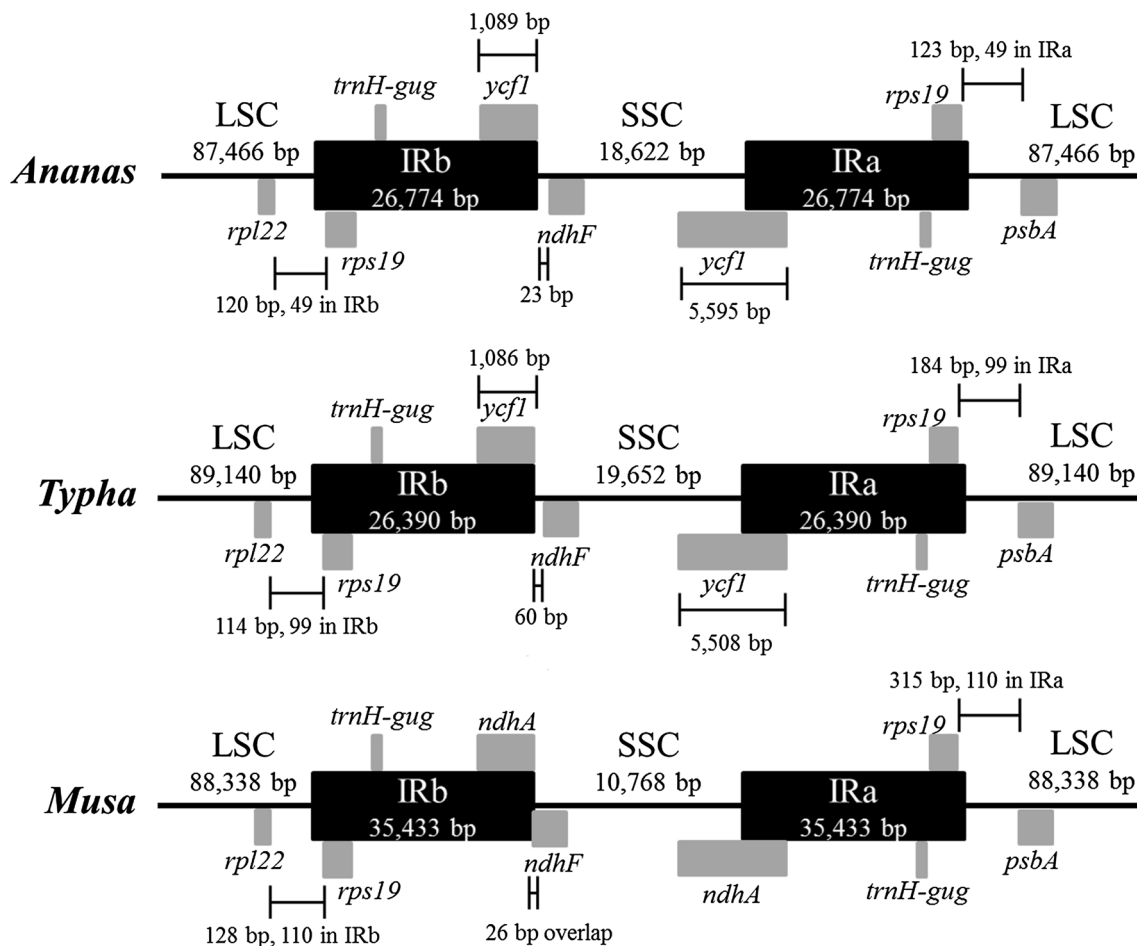 1,089 bp
123 bp, 49 in IRa
trnH-gug
ycf1
rps19
LSC
SSC
LSC
87,466 bp
IRb
18,622 bp
IRa
87,466 bp
Ananas
26,774 bp
26,774 bp
rpl22
ndhF
psbA
rps19
ycf1
trnH-gug
120 bp, 49 in IRb
23 bp
5,595 bp
1,086 bp
184 bp, 99 in IRa
trnH-gug
ycf1
rps19
LSC
SSC
LSC
89,140 bp
IRb
19,652 bp
IRa
89,140 bp
Typha
26,390 bp
26,390 bp
rpl22
ndhF
psbA
rps19
ycf1
trnH-gug
114 bp, 99 in IRb
60 bp
5,508 bp
315 bp, 110 in IRa
trnH-gug
ndhA
rps19
LSC
SSC
LSC
88,338 bp
IRb
10,768 bp
IRa
88,338 bp
Musa
35,433 bp
35,433 bp
rpl22
ndhF
psbA
rps19
ndhA
trnH-gug
128 bp, 110 in IRb
26 bp overlap